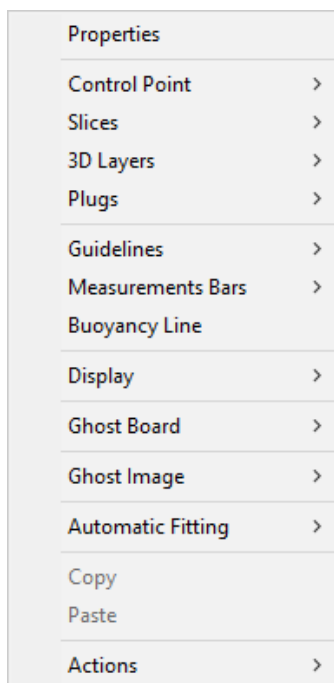 Properties
Control Point
Slices
3D Layers
Plugs
Guidelines
Measurements Bars
Buoyancy Line
Display
Ghost Board
Ghost Image
Automatic Fitting
Copy
Paste
Actions